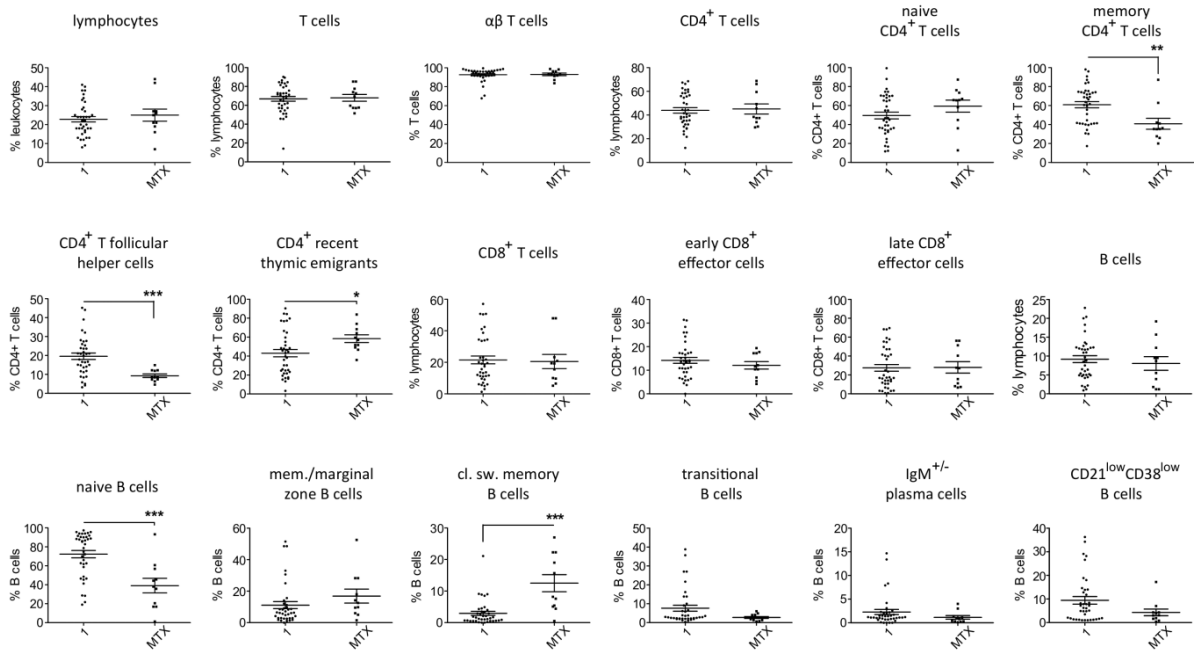 lymphocytes
% leukocytes
50
40
30
20
10
0
1
MTX
T cells
% lymphocytes
100
80
60
40
20
0
1
MTX
αβ T cells
% T cells
100
80
60
40
20
0
1
MTX
CD4+ T cells
% lymphocytes
100
80
60
40
20
0
1
MTX
naive
CD4+ T cells
% CD4+ T cells
100
80
60
40
20
0
1
MTX
memory
CD4+ T cells
**
% CD4+ T cells
100
80
60
40
20
0
1
MTX
CD4+ T follicular
helper cells
***
% CD4+ T cells
50
40
30
20
10
0
1
MTX
CD4+ recent
thymic emigrants
*
% CD4+ T cells
100
80
60
40
20
0
1
MTX
CD8+ T cells
% lymphocytes
60
40
20
0
1
MTX
early CD8+
effector cells
% CD8+ T cells
40
30
20
10
0
1
MTX
late CD8+
effector cells
% CD8+ T cells
100
80
60
40
20
0
1
MTX
B cells
% lymphocytes
25
20
15
10
5
0
1
MTX
naive B cells
***
% B cells
100
80
60
40
20
0
1
MTX
mem./marginal
zone B cells
% B cells
60
40
20
0
1
MTX
cl. sw. memory
B cells
***
% B cells
30
20
10
0
1
MTX
transitional
B cells
% B cells
50
40
30
20
10
0
1
MTX
IgM+/-
plasma cells
% B cells
20
15
10
5
0
1
MTX
CD21lowCD38low
B cells
% B cells
40
30
20
10
0
1
MTX